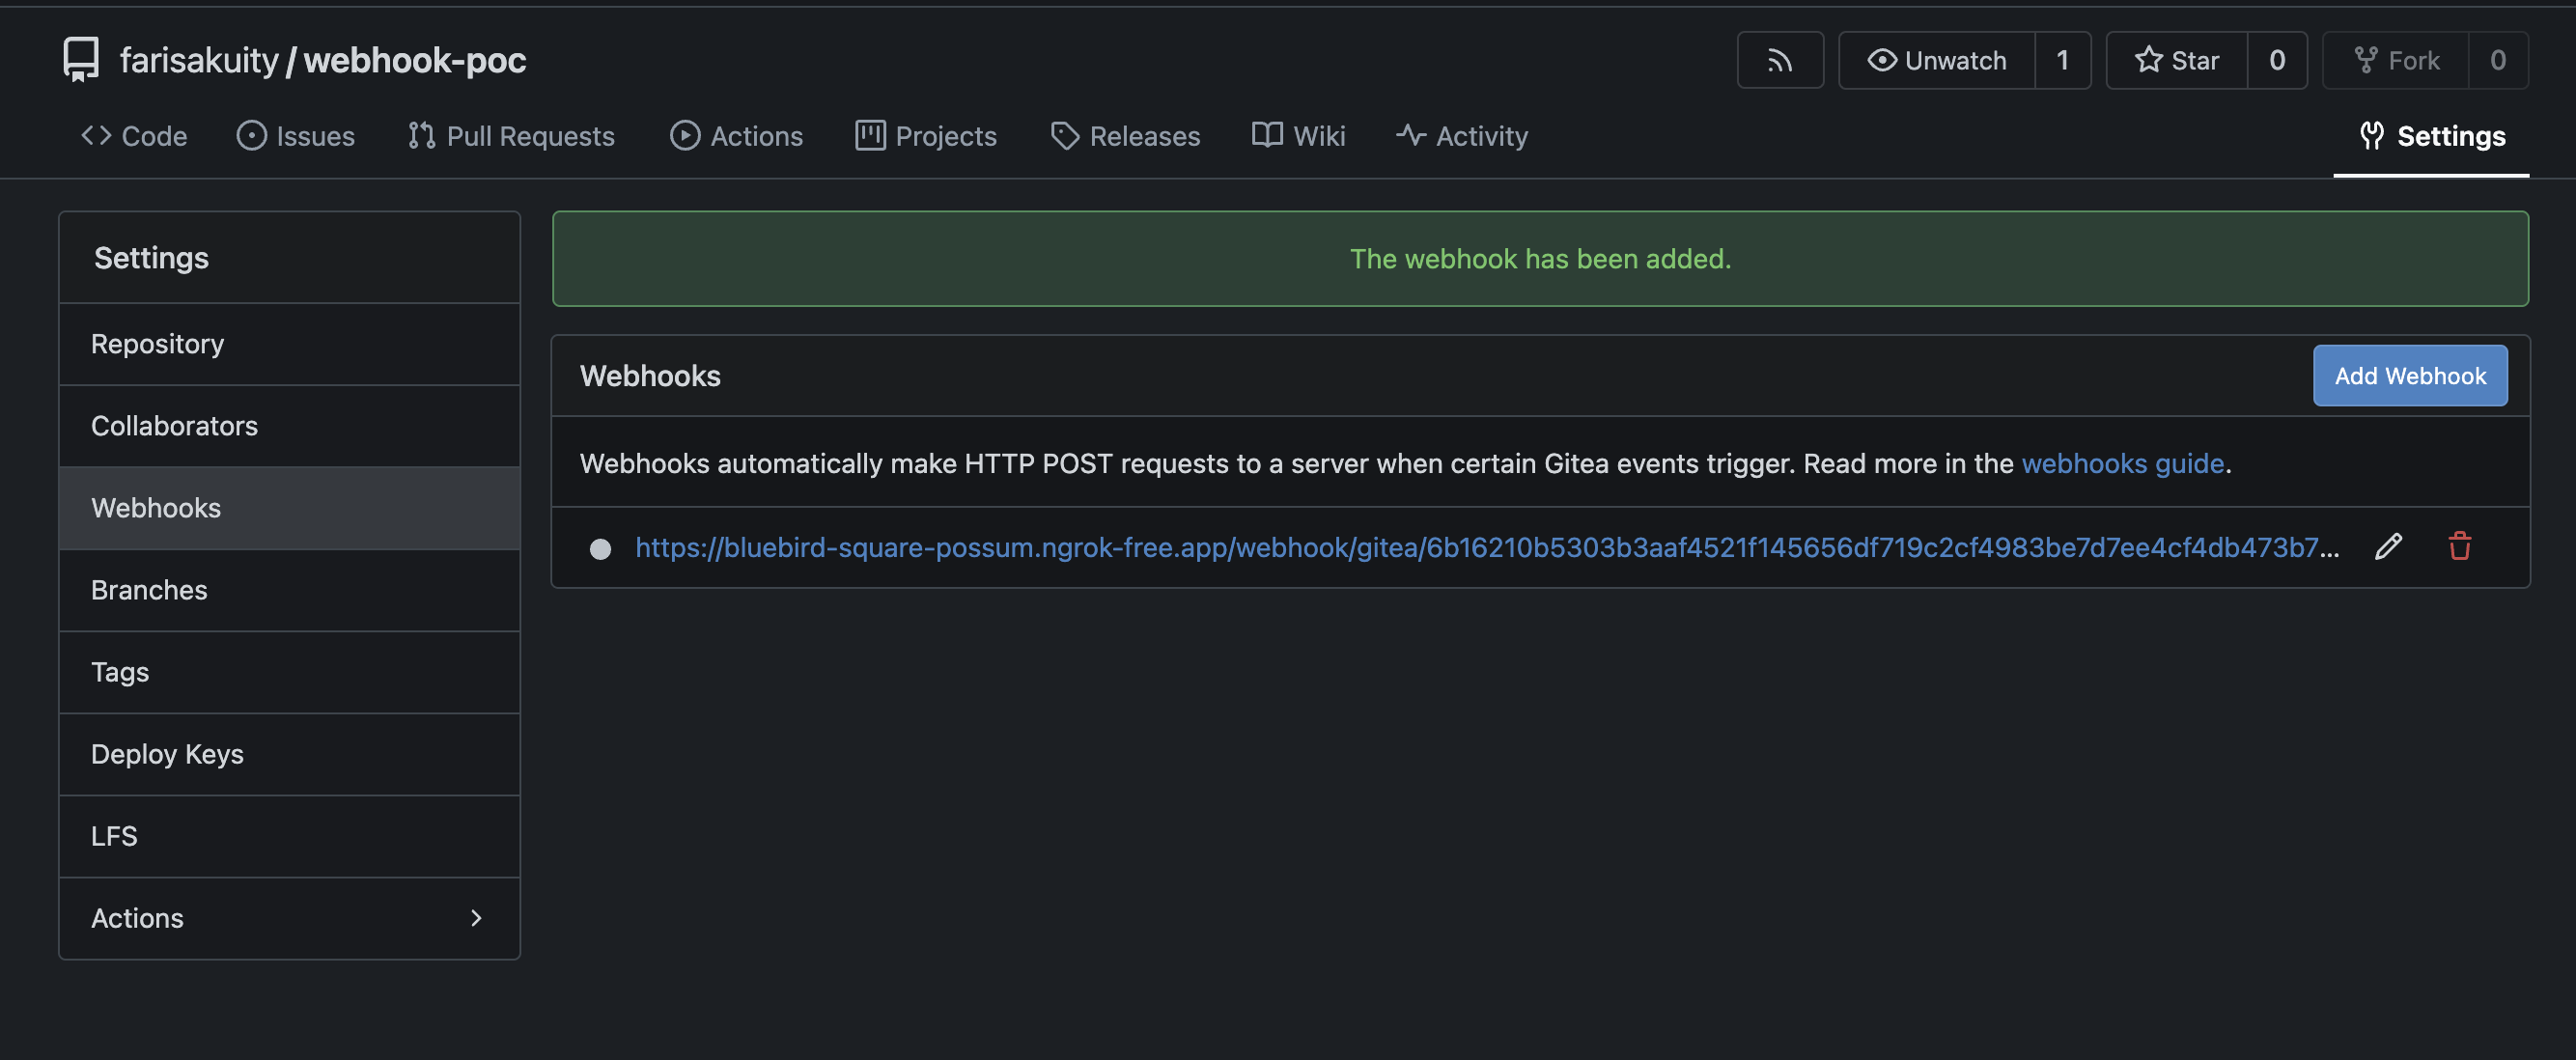 farisakuity / webhook-poc
Unwatch 1
Star 0
Fork 0
Code
Issues
Pull Requests
Actions
Projects
Releases
Wiki
Activity
Settings
Settings
Repository
Collaborators
Webhooks
Branches
Tags
Deploy Keys
LFS
Actions
The webhook has been added.
Webhooks
Add Webhook
Webhooks automatically make HTTP POST requests to a server when certain Gitea events trigger. Read more in the webhooks guide.
https://bluebird-square-possum.ngrok-free.app/webhook/gitea/6b16210b5303b3aaf4521f145656df719c2cf4983be7d7ee4cf4db473b7...